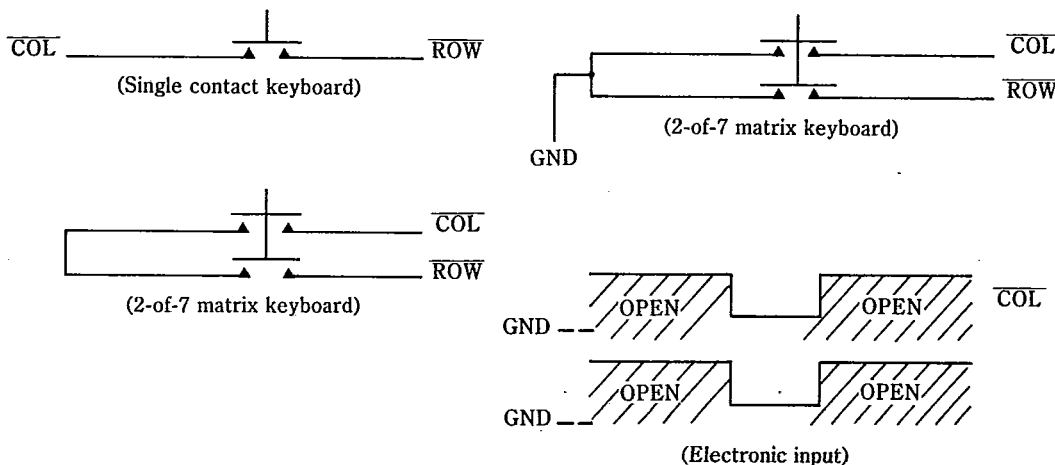 COL ROW
(Single contact keyboard)
COL
ROW
GND
(2-of-7 matrix keyboard)
COL
ROW
(2-of-7 matrix keyboard)
OPEN OPEN COL
GND
OPEN OPEN
GND
(Electronic input)